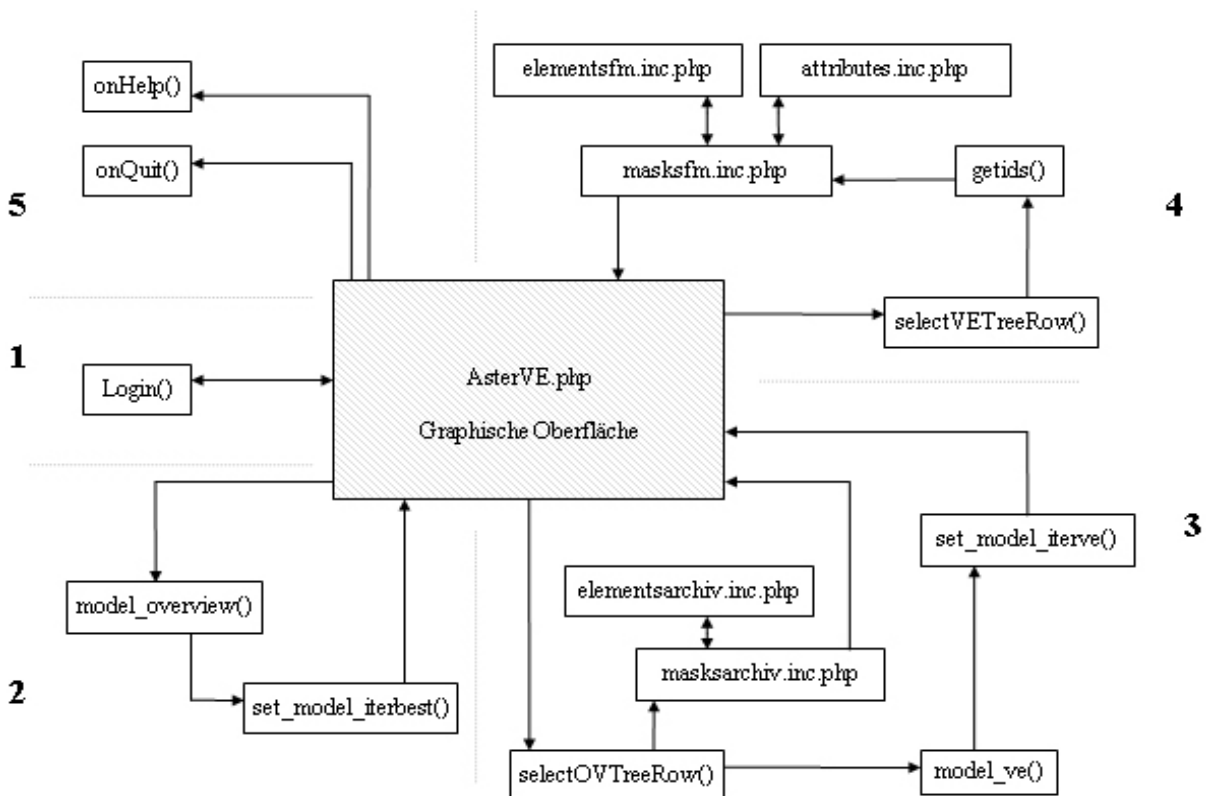 elementsfm.inc.php
attributes.inc.php
onHelp()
onQuit()
masksfm.inc.php
getids()
5
4
selectVETreeRow()
1
Login()
AsterVE.php
Graphische Oberfläche
3
set_model_iterve()
model_overview()
elementsarchiv.inc.php
masksarchiv.inc.php
2
set_model_iterbest()
selectOVTreeRow()
model_ve()